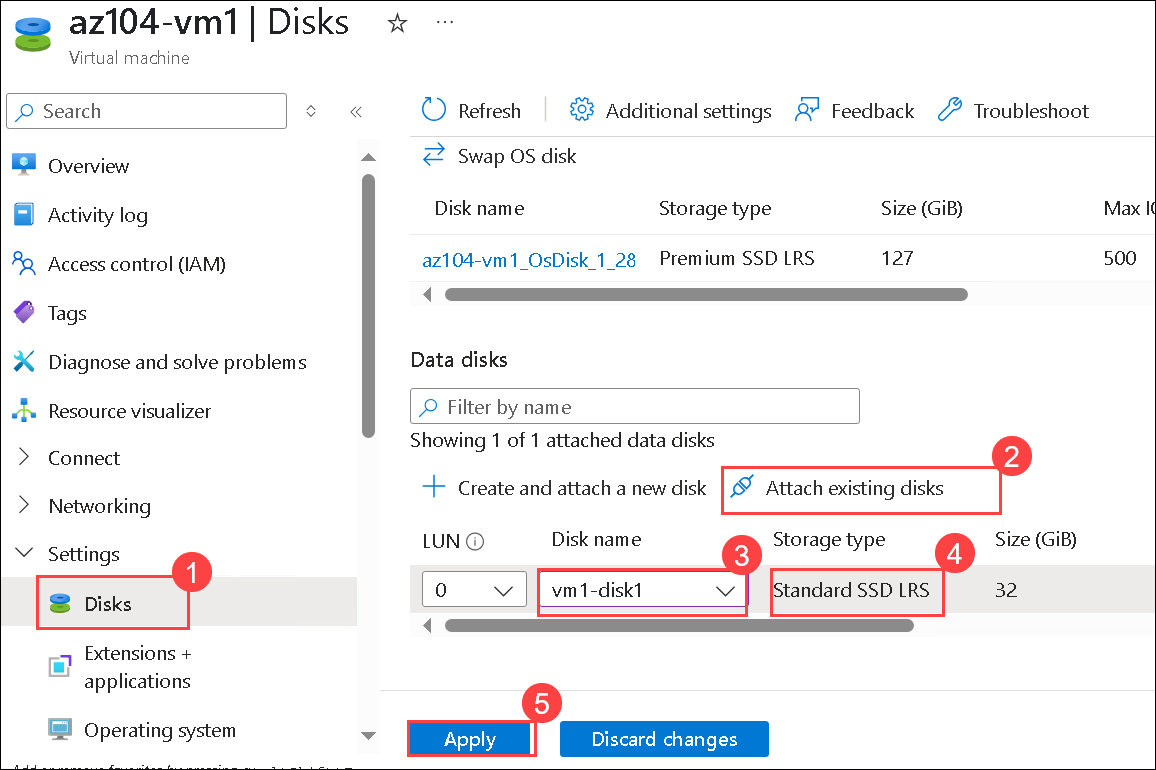 az104-vm1 | Disks
Virtual machine
Search
Overview
Activity log
Access control (IAM)
Tags
Diagnose and solve problems
Resource visualizer
Connect
Networking
Settings
1
Disks
Extensions +
applications
Operating system
Refresh
Additional settings
Feedback
Troubleshoot
Swap OS disk
Disk name Storage type Size (GiB) Max
az104-vm1_OsDisk_1_28 Premium SSD LRS 127 500
Data disks
Filter by name
Showing 1 of 1 attached data disks
2
Create and attach a new disk Attach existing disks
LUN Disk name Storage type Size (GiB)
3 4
0 vm1-disk1 Standard SSD LRS 32
5
Apply Discard changes